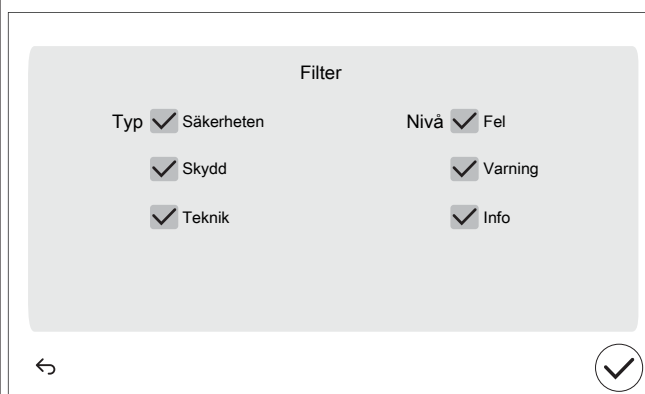 Filter
Typ Säkerheten Nivå Fel
Skydd Varning
Teknik Info